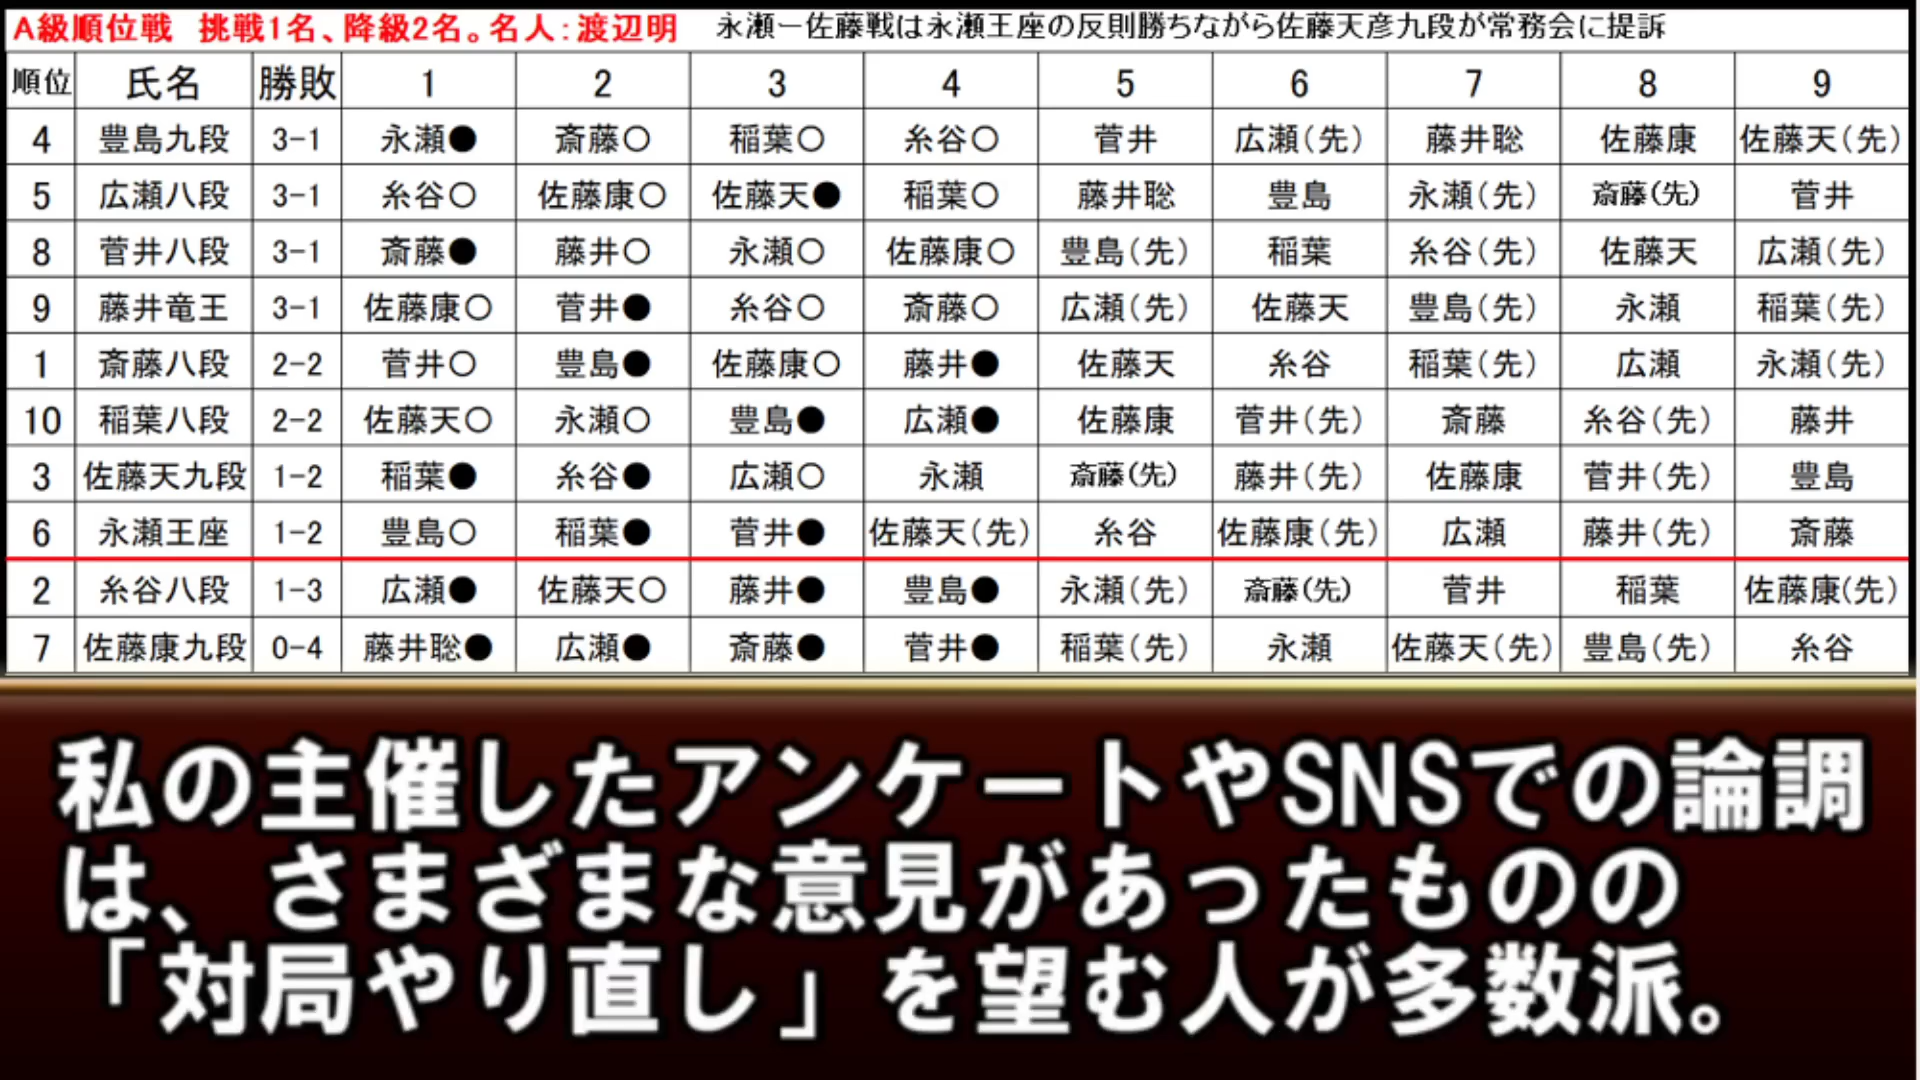 A級順位戦 挑戦1名、降級2名。名人：渡辺明 永瀬ー佐藤戦は永瀬王座の反則勝ちながら佐藤天彦九段が常務会に提訴
順位 氏名 勝敗 1 2 3 4 5 6 7 8 9
4 豊島九段 3-1 永瀬● 斎藤○ 稲葉○ 糸谷○ 菅井 広瀬(先) 藤井聡 佐藤康 佐藤天(先)
5 広瀬八段 3-1 糸谷○ 佐藤康○ 佐藤天● 稲葉○ 藤井聡 豊島 永瀬(先) 斎藤(先) 菅井
8 菅井八段 3-1 斎藤● 藤井○ 永瀬○ 佐藤康○ 豊島(先) 稲葉 糸谷(先) 佐藤天 広瀬(先)
9 藤井竜王 3-1 佐藤康○ 菅井● 糸谷○ 斎藤○ 広瀬(先) 佐藤天 豊島(先) 永瀬 稲葉(先)
1 斎藤八段 2-2 菅井○ 豊島● 佐藤康○ 藤井● 佐藤天 糸谷 稲葉(先) 広瀬 永瀬(先)
10 稲葉八段 2-2 佐藤天○ 永瀬○ 豊島● 広瀬● 佐藤康 菅井(先) 斎藤 糸谷(先) 藤井
3 佐藤天九段 1-2 稲葉● 糸谷● 広瀬○ 永瀬 斎藤(先) 藤井(先) 佐藤康 菅井(先) 豊島
6 永瀬王座 1-2 豊島○ 稲葉● 菅井● 佐藤天(先) 糸谷 佐藤康(先) 広瀬 藤井(先) 斎藤
2 糸谷八段 1-3 広瀬● 佐藤天○ 藤井● 豊島● 永瀬(先) 斎藤(先) 菅井 稲葉 佐藤康(先)
7 佐藤康九段 0-4 藤井聡● 広瀬● 斎藤● 菅井● 稲葉(先) 永瀬 佐藤天(先) 豊島(先) 糸谷
私の主催したアンケートやSNSでの論調
は、さまざまな意見があったものの
「対局やり直し」を望む人が多数派。